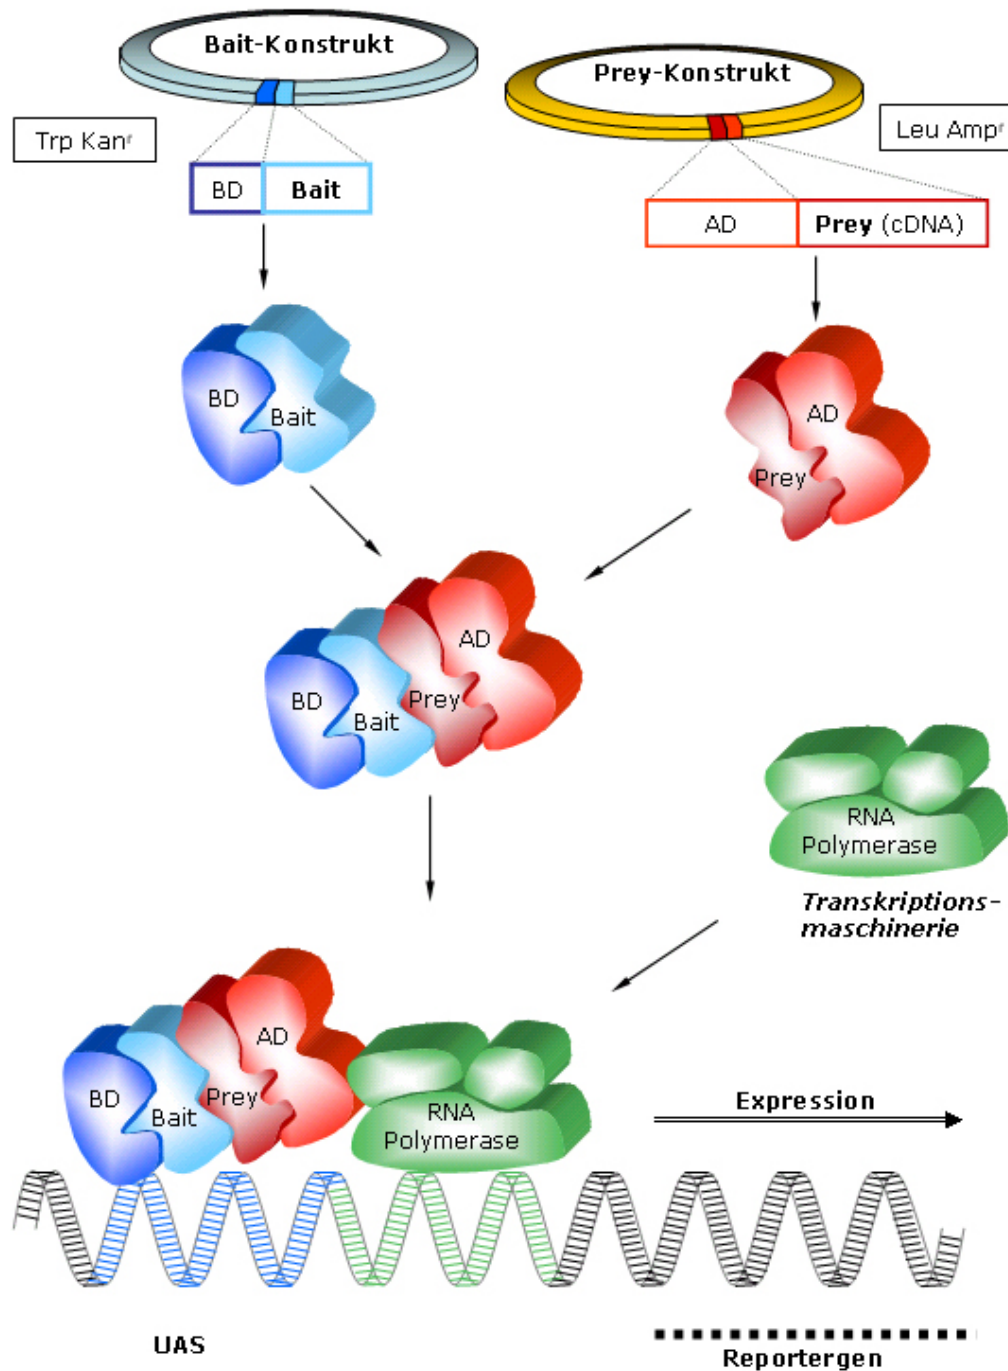 Bait-Konstrukt
Prey-Konstrukt
Trp Kanʳ
Leu Ampʳ
BD Bait
AD Prey (cDNA)
BD
Bait
AD
Prey
AD
BD
Prey
Bait
RNA
Polymerase
Transkriptions-
maschinerie
AD
BD
Prey
Bait
RNA
Polymerase
Expression
UAS
Reportergen